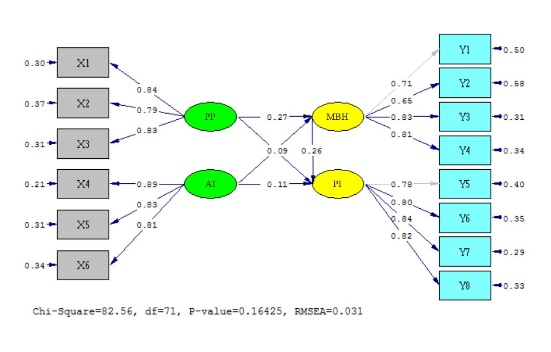 0.30 X1 0.84
0.37 X2 0.79
0.31 X3 0.83
0.21 X4 0.89
0.31 X5 0.83
0.34 X6 0.81
PP 0.27 MBH
0.09 0.26
AT 0.11 PI
0.71 Y1 0.50
0.65 Y2 0.58
0.83 Y3 0.31
0.81 Y4 0.34
0.78 Y5 0.40
0.80 Y6 0.35
0.84 Y7 0.29
0.82 Y8 0.33
Chi-Square=82.56, df=71, P-value=0.16425, RMSEA=0.031